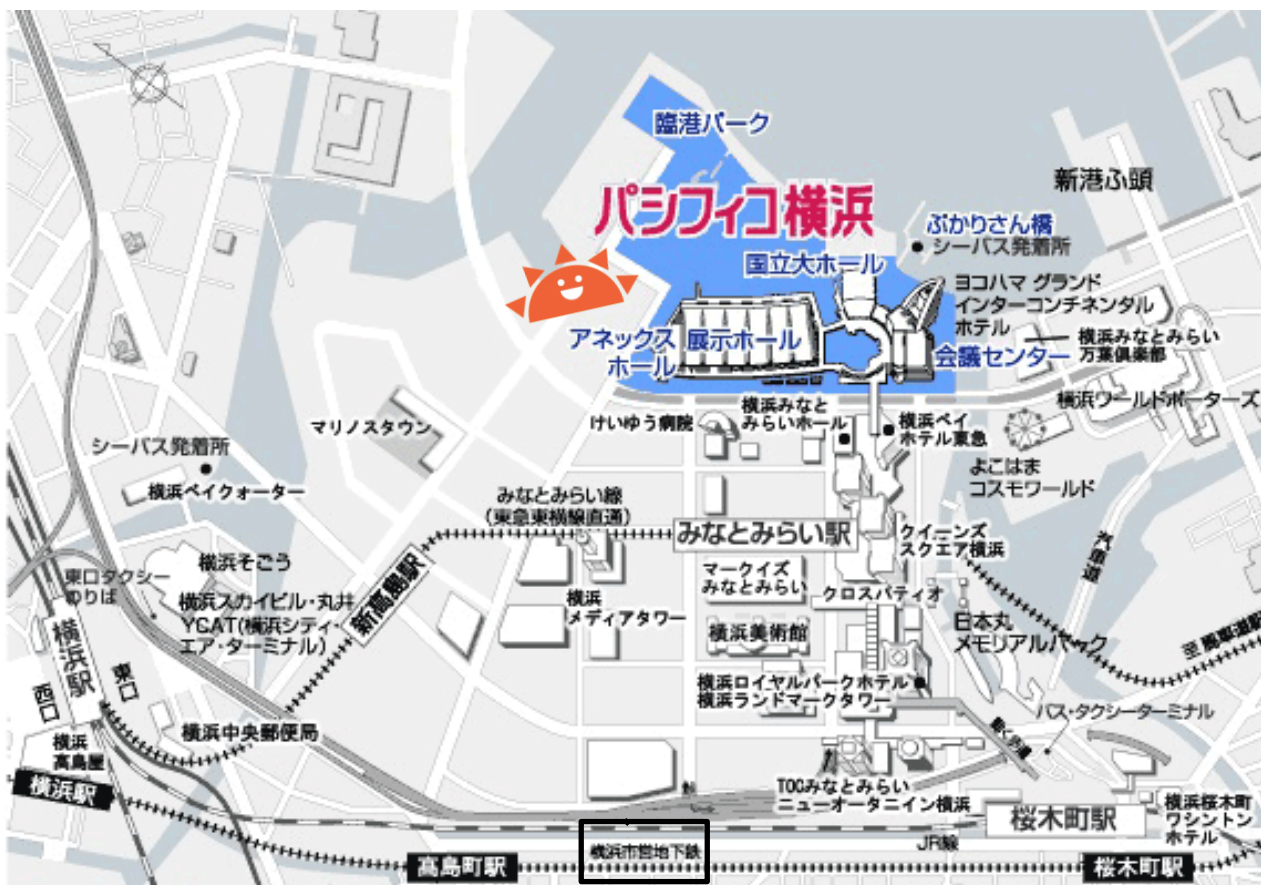 臨港パーク
新港ふ頭
パシフィコ横浜
ぷかりさん橋
シーバス発着所
国立大ホール
ヨコハマ グランド
インターコンチネンタル
ホテル
アネックス
ホール
展示ホール
会議センター
横浜みなとみらい
万葉倶楽部
横浜ワールドポーターズ
けいゆう病院
横浜みなと
みらいホール
横浜ベイ
ホテル東急
マリノスタウン
よこはま
コスモワールド
シーバス発着所
横浜ベイクォーター
みなとみらい線
(東急東横線直通)
みなとみらい駅
クイーンズ
スクエア横浜
汽車道
横浜そごう
東口タクシー
のりば
横浜スカイビル・丸井
YCAT(横浜シティ・
エア・ターミナル)
新高島駅
横浜
メディアタワー
マークイズ
みなとみらい
クロスパティオ
日本丸
メモリアルパーク
至馬車道駅
横浜美術館
横浜駅
東口
西口
横浜ロイヤルパークホテル
横浜ランドマークタワー
バス・タクシーターミナル
動く歩道
横浜中央郵便局
横浜
高島屋
横浜駅
TOCみなとみらい
ニューオータニイン横浜
桜木町駅
横浜桜木町
ワシントン
ホテル
JR線
横浜市営地下鉄
高島町駅
桜木町駅